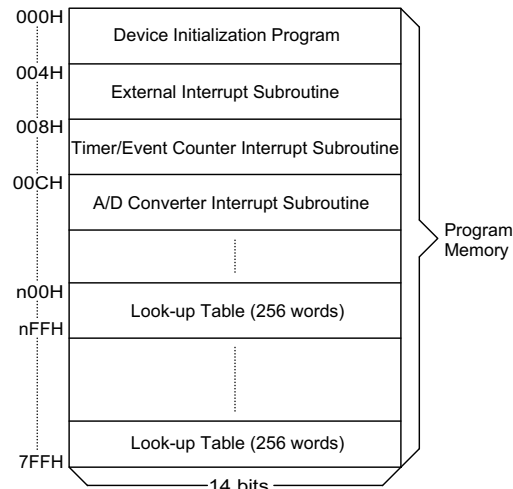 000H
Device Initialization Program
004H
External Interrupt Subroutine
008H
Timer/Event Counter Interrupt Subroutine
00CH
A/D Converter Interrupt Subroutine
Program
Memory
n00H
Look-up Table (256 words)
nFFH
Look-up Table (256 words)
7FFH
14 bits